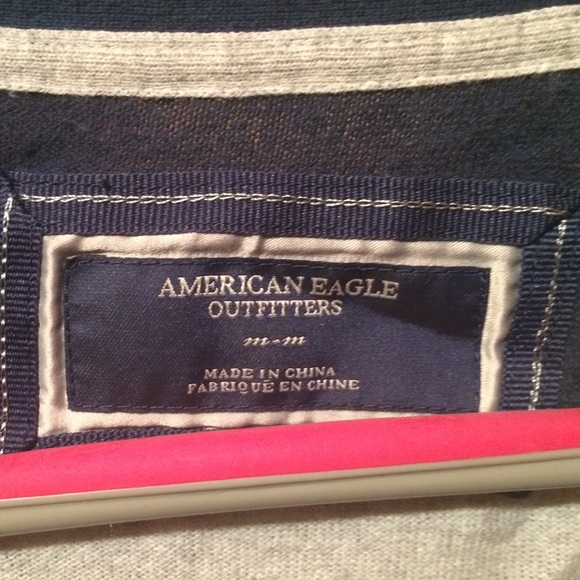 AMERICAN EAGLE
OUTFITTERS
m-m
MADE IN CHINA
FABRIQUÉ EN CHINE